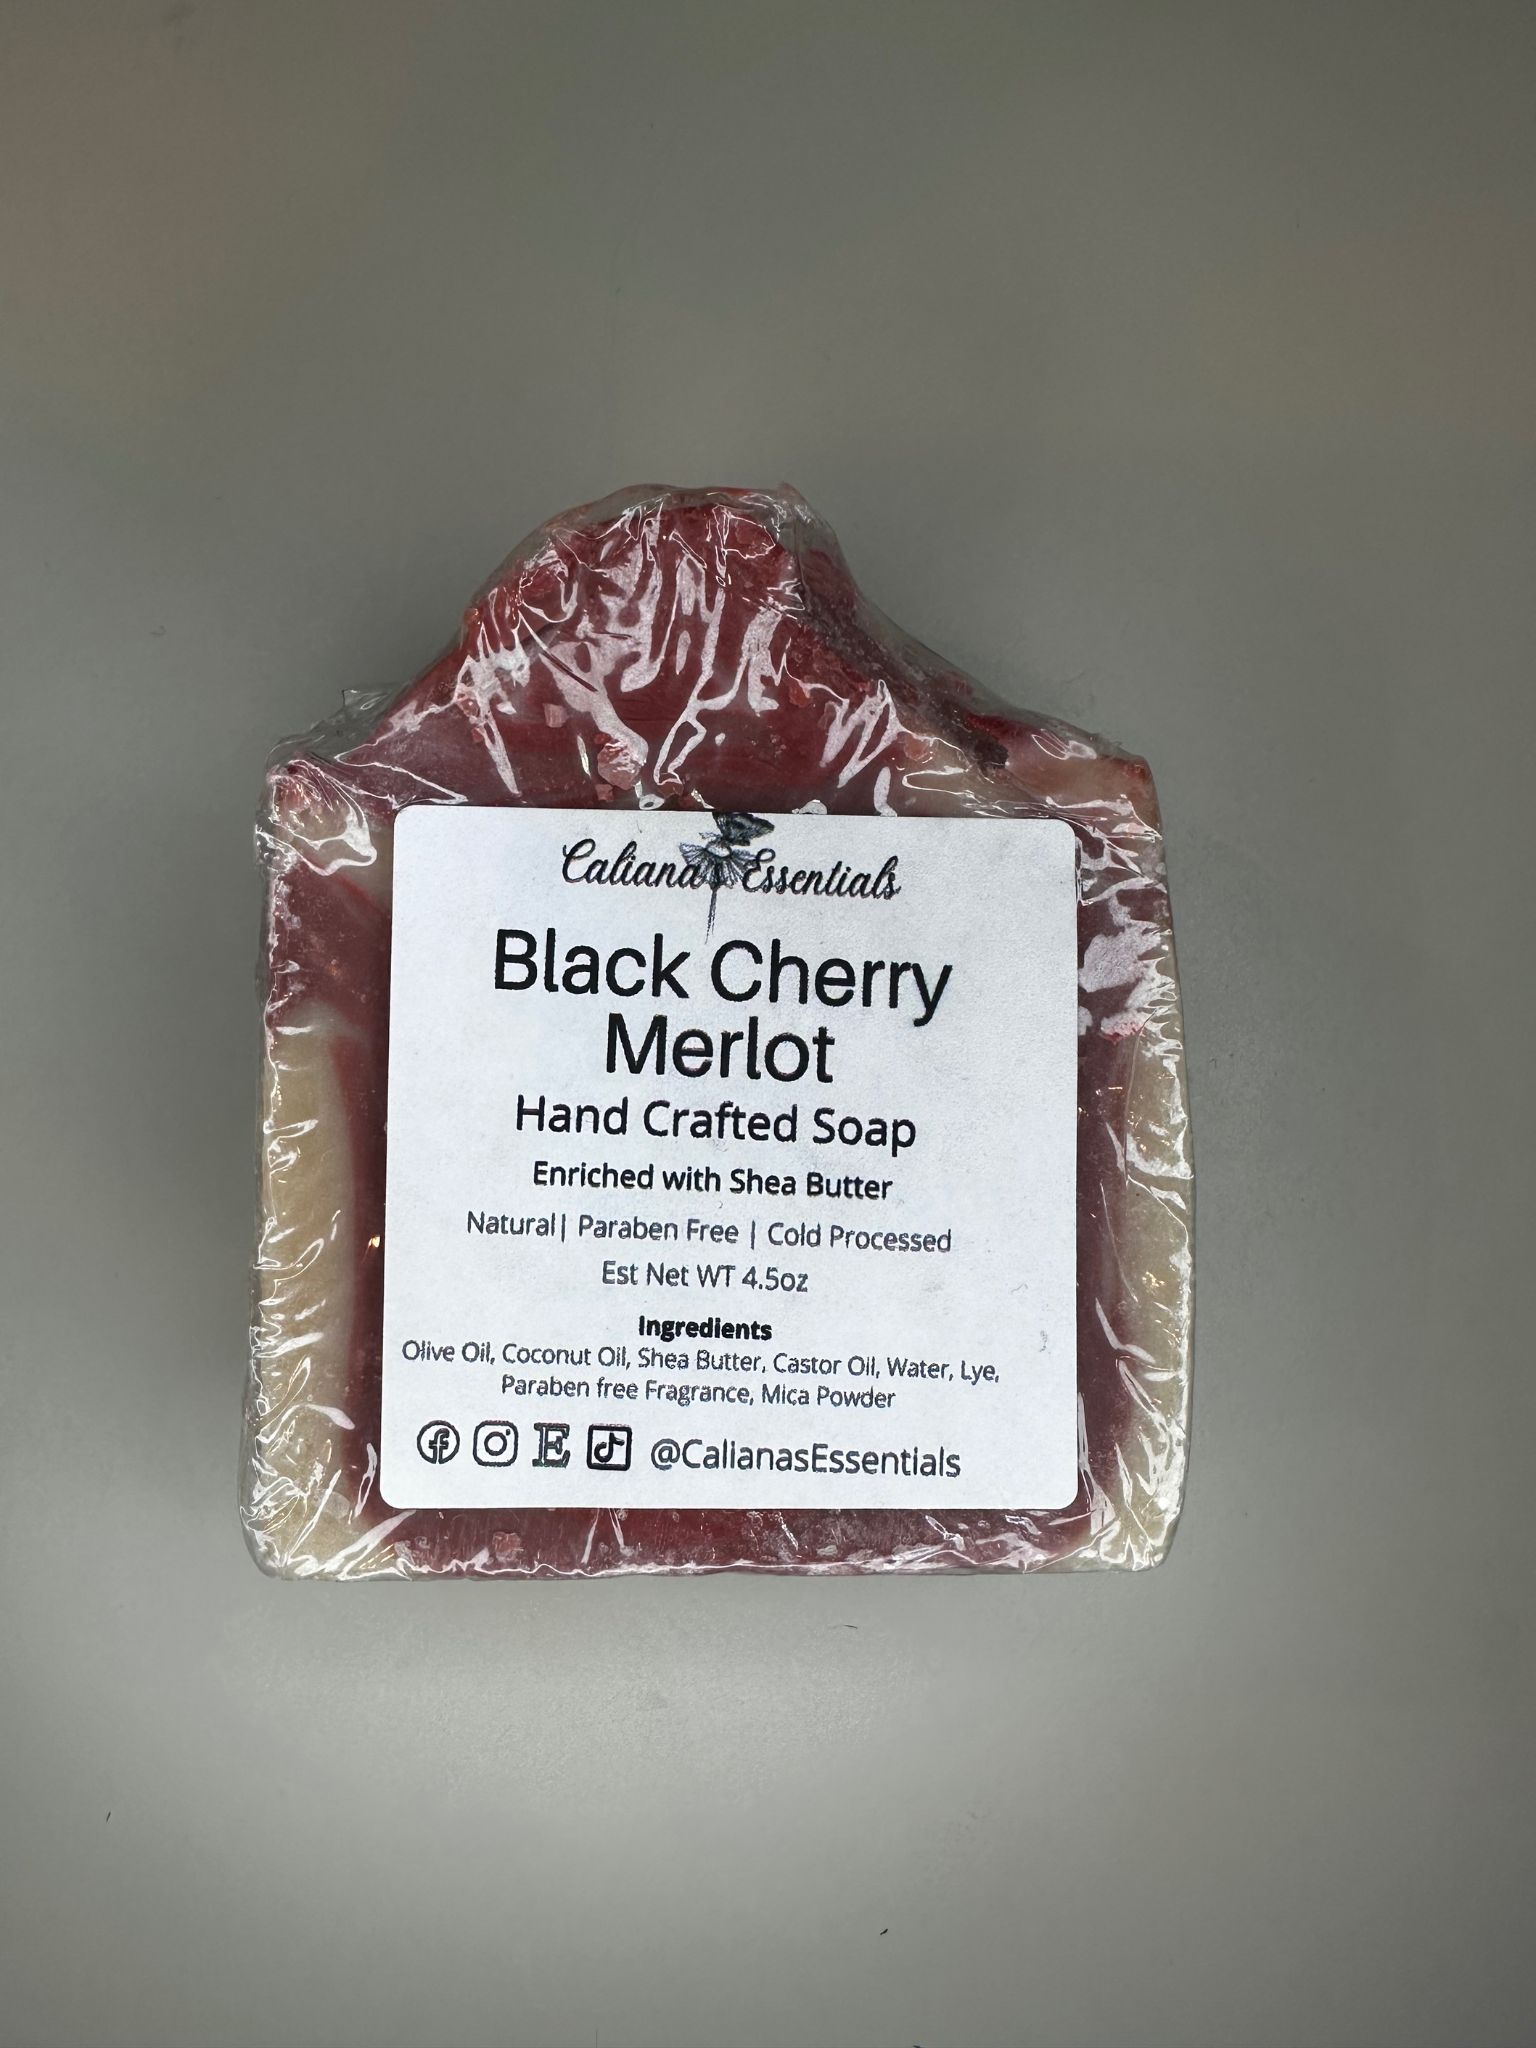 Caliana's Essentials
Black Cherry
Merlot
Hand Crafted Soap
Enriched with Shea Butter
Natural| Paraben Free | Cold Processed
Est Net WT 4.5oz
Ingredients
Olive Oil, Coconut Oil, Shea Butter, Castor Oil, Water, Lye,
Paraben free Fragrance, Mica Powder
E @CalianasEssentials